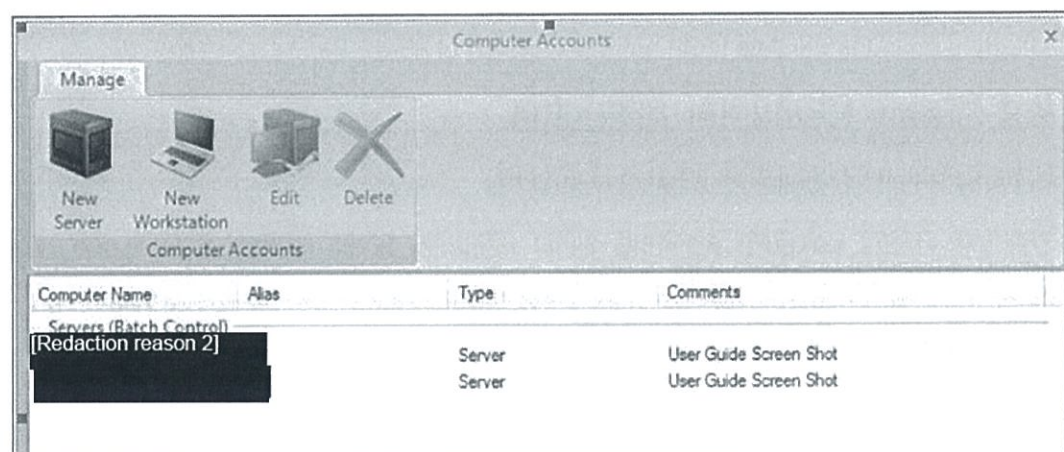 Computer Accounts
Manage
New Server
New Workstation
Edit
Delete
Computer Accounts
Computer Name Alias Type Comments
Servers (Batch Control)
[Redaction reason 2]
Server User Guide Screen Shot
Server User Guide Screen Shot